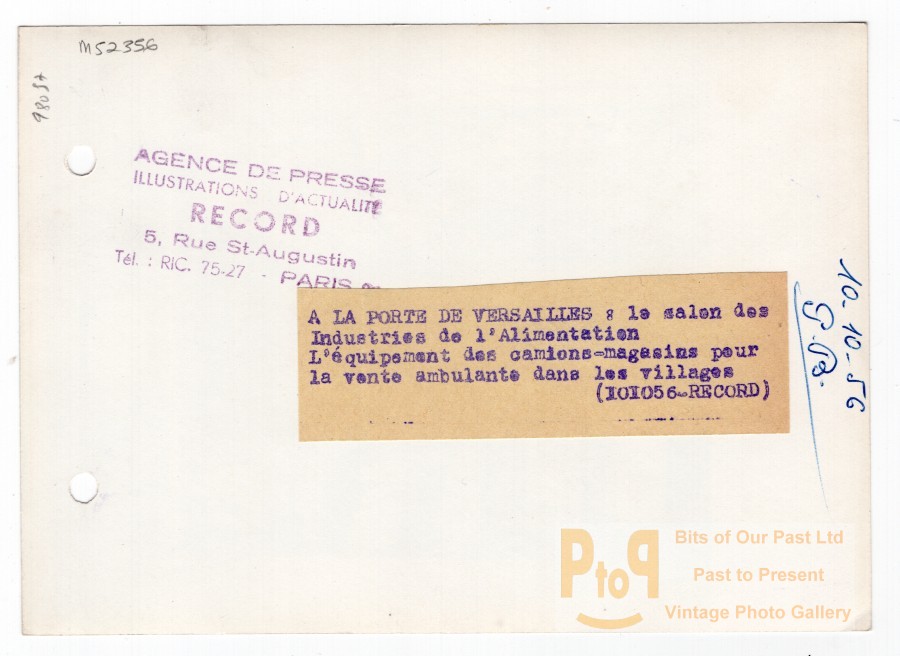 M52356
AGENCE DE PRESSE
ILLUSTRATIONS D'ACTUALITÉ
RECORD
5, Rue St-Augustin
Tél. : RIC. 75-27 - PARIS
A LA PORTE DE VERSAILLES : le salon des
Industries de l'Alimentation
L'équipement des camions-magasins pour
la vente ambulante dans les villages
(IOIO56-RECORD)
10-10-56
PtoP
Bits of Our Past Ltd
Past to Present
Vintage Photo Gallery